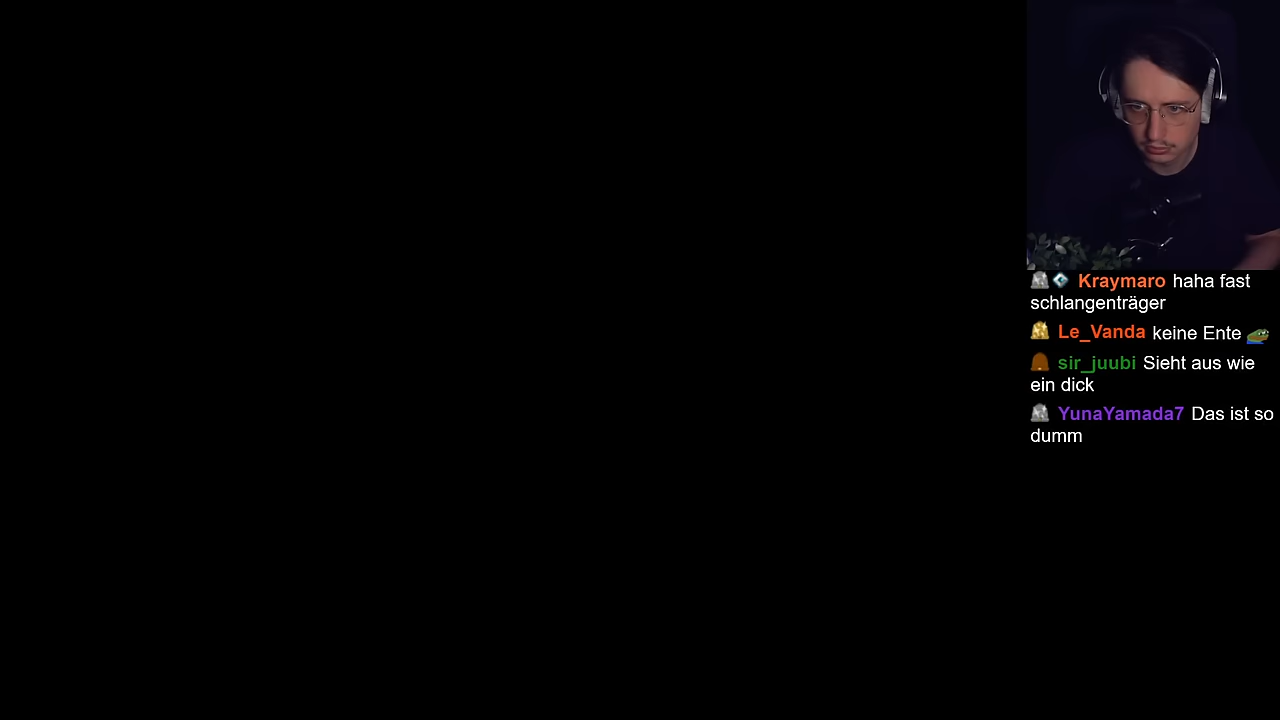 Kraymaro haha fast
schlangenträger
Le_Vanda keine Ente
sir_juubi Sieht aus wie
ein dick
YunaYamada7 Das ist so
dumm